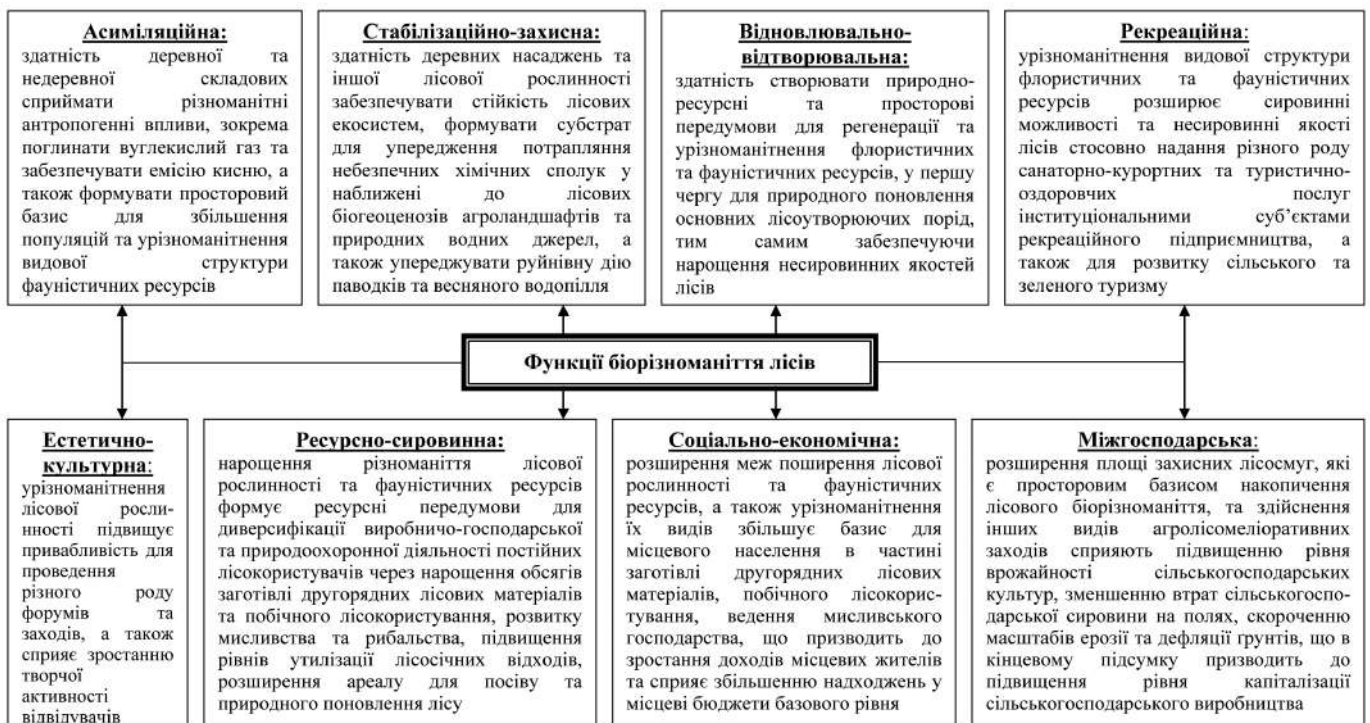 Асиміляційна:
здатність деревної та
недеревної складових
сприймати різноманітні
антропогенні впливи, зокрема
поглинати вуглекислий газ та
забезпечувати емісію кисню, а
також формувати просторовий
базис для збільшення
популяцій та урізноманітнення
видової структури
фауністичних ресурсів
Стабілізаційно-захисна:
здатність деревних насаджень та
іншої лісової рослинності
забезпечувати стійкість лісових
екосистем, формувати субстрат
для упередження потрапляння
небезпечних хімічних сполук у
наближені до лісових
біогеоценозів агроландшафтів та
природних водних джерел, а
також упереджувати руйнівну дію
паводків та весняного водопілля
Відновлювально-
відтворювальна:
здатність створювати природно-
ресурсні та просторові
передумови для регенерації та
урізноманітнення флористичних
та фауністичних ресурсів, у першу
чергу для природного поновлення
основних лісоутворюючих порід,
тим самим забезпечуючи
нарощення несировинних якостей
лісів
Рекреаційна:
урізноманітнення видової структури
флористичних та фауністичних
ресурсів розширює сировинні
можливості та несировинні якості
лісів стосовно надання різного роду
санаторно-курортних та туристично-
оздоровчих послуг
інституціональними суб’єктами
рекреаційного підприємництва, а
також для розвитку сільського та
зеленого туризму
Функції біорізноманіття лісів
Естетично-
культурна:
урізноманітнення
лісової росли-
нності підвищує
привабливість для
проведення
різного роду
форумів та
заходів, а також
сприяє зростанню
творчої
активності
відвідувачів
Ресурсно-сировинна:
нарощення різноманіття лісової
рослинності та фауністичних ресурсів
формує ресурсні передумови для
диверсифікації виробничо-господарської
та природоохоронної діяльності постійних
лісокористувачів через нарощення обсягів
заготівлі другорядних лісових матеріалів
та побічного лісокористування, розвитку
мисливства та рибальства, підвищення
рівнів утилізації лісосічних відходів,
розширення ареалу для посіву та
природного поновлення лісу
Соціально-економічна:
розширення меж поширення лісової
рослинності та фауністичних
ресурсів, а також урізноманітнення
їх видів збільшує базис для
місцевого населення в частині
заготівлі другорядних лісових
матеріалів, побічного лісокорис-
тування, ведення мисливського
господарства, що призводить до
зростання доходів місцевих жителів
та сприяє збільшенню надходжень у
місцеві бюджети базового рівня
Міжгосподарська:
розширення площі захисних лісосмуг, які
є просторовим базисом накопичення
лісового біорізноманіття, та здійснення
інших видів агролісомеліоративних
заходів сприяють підвищенню рівня
врожайності сільськогосподарських
культур, зменшенню втрат сільськогоспо-
дарської сировини на полях, скороченню
масштабів ерозії та дефляції ґрунтів, що в
кінцевому підсумку призводить до
підвищення рівня капіталізації
сільськогосподарського виробництва